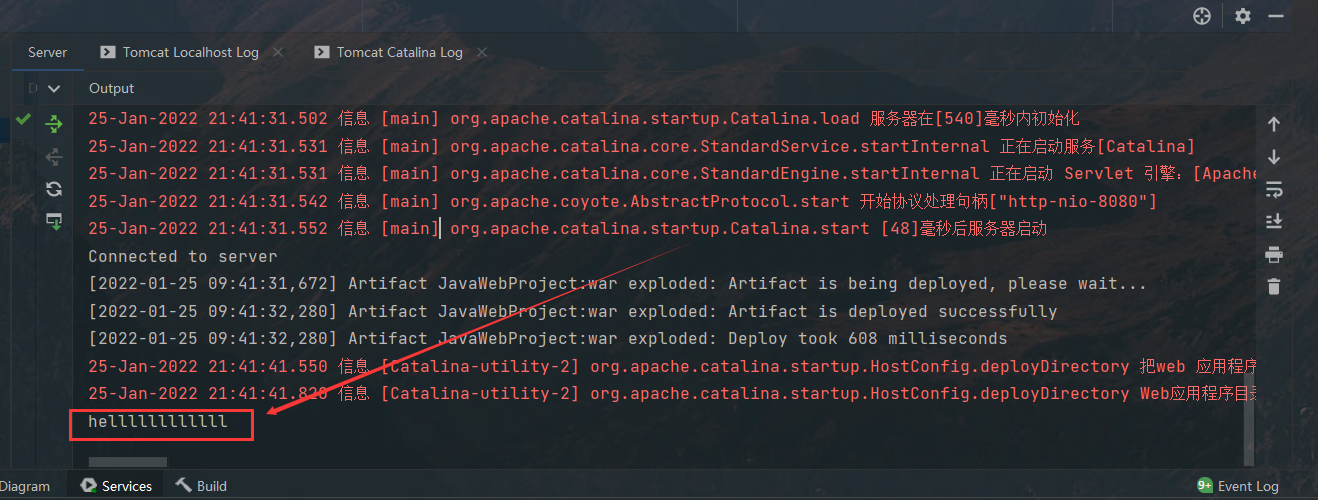 Server Tomcat Localhost Log Tomcat Catalina Log
Output
25-Jan-2022 21:41:31.502 信息 [main] org.apache.catalina.startup.Catalina.load 服务器在[540]毫秒内初始化
25-Jan-2022 21:41:31.531 信息 [main] org.apache.catalina.core.StandardService.startInternal 正在启动服务[Catalina]
25-Jan-2022 21:41:31.531 信息 [main] org.apache.catalina.core.StandardEngine.startInternal 正在启动 Servlet 引擎：[Apache
25-Jan-2022 21:41:31.542 信息 [main] org.apache.coyote.AbstractProtocol.start 开始协议处理句柄["http-nio-8080"]
25-Jan-2022 21:41:31.552 信息 [main] org.apache.catalina.startup.Catalina.start [48]毫秒后服务器启动
Connected to server
[2022-01-25 09:41:31,672] Artifact JavaWebProject:war exploded: Artifact is being deployed, please wait...
[2022-01-25 09:41:32,280] Artifact JavaWebProject:war exploded: Artifact is deployed successfully
[2022-01-25 09:41:32,280] Artifact JavaWebProject:war exploded: Deploy took 608 milliseconds
25-Jan-2022 21:41:41.550 信息 [Catalina-utility-2] org.apache.catalina.startup.HostConfig.deployDirectory 把web 应用程序
25-Jan-2022 21:41:41.820 信息 [Catalina-utility-2] org.apache.catalina.startup.HostConfig.deployDirectory Web应用程序目录
hellllllllllll
Diagram Services Build 9+ Event Log